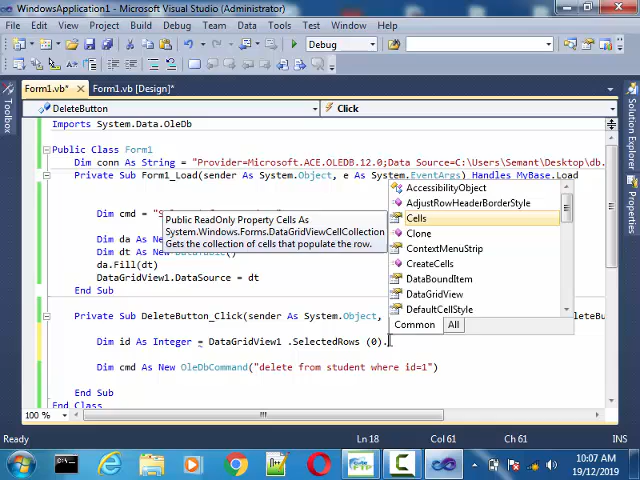 WindowsApplication1 - Microsoft Visual Studio (Administrator)
File Edit View Project Build Debug Team Data Tools Test Window Help
Debug
Form1.vb* Form1.vb [Design]*
DeleteButton Click
Imports System.Data.OleDb
Public Class Form1
Dim conn As String = "Provider=Microsoft.ACE.OLEDB.12.0;Data Source=C:\Users\Semant\Desktop\db.
Private Sub Form1_Load(sender As System.Object, e As System.EventArgs) Handles MyBase.Load
AccessibilityObject
AdjustRowHeaderBorderStyle
Dim cmd = "S
Public ReadOnly Property Cells As
System.Windows.Forms.DataGridViewCellCollection
Gets the collection of cells that populate the row.
Cells
Clone
ContextMenuStrip
CreateCells
DataBoundItem
DataGridView
DefaultCellStyle
Common All
Dim da
Dim dt
da.Fill(dt)
DataGridView1.DataSource = dt
End Sub
Private Sub DeleteButton_Click(sender As System.Object,
Dim id As Integer = DataGridView1 .SelectedRows (0).
Dim cmd As New OleDbCommand("delete from student where id=1")
End Sub
End Class
100 %
Ready Ln 18 Col 61 Ch 61 INS
Toolbox
Solution Explorer
Properties
10:07 AM
19/12/2019